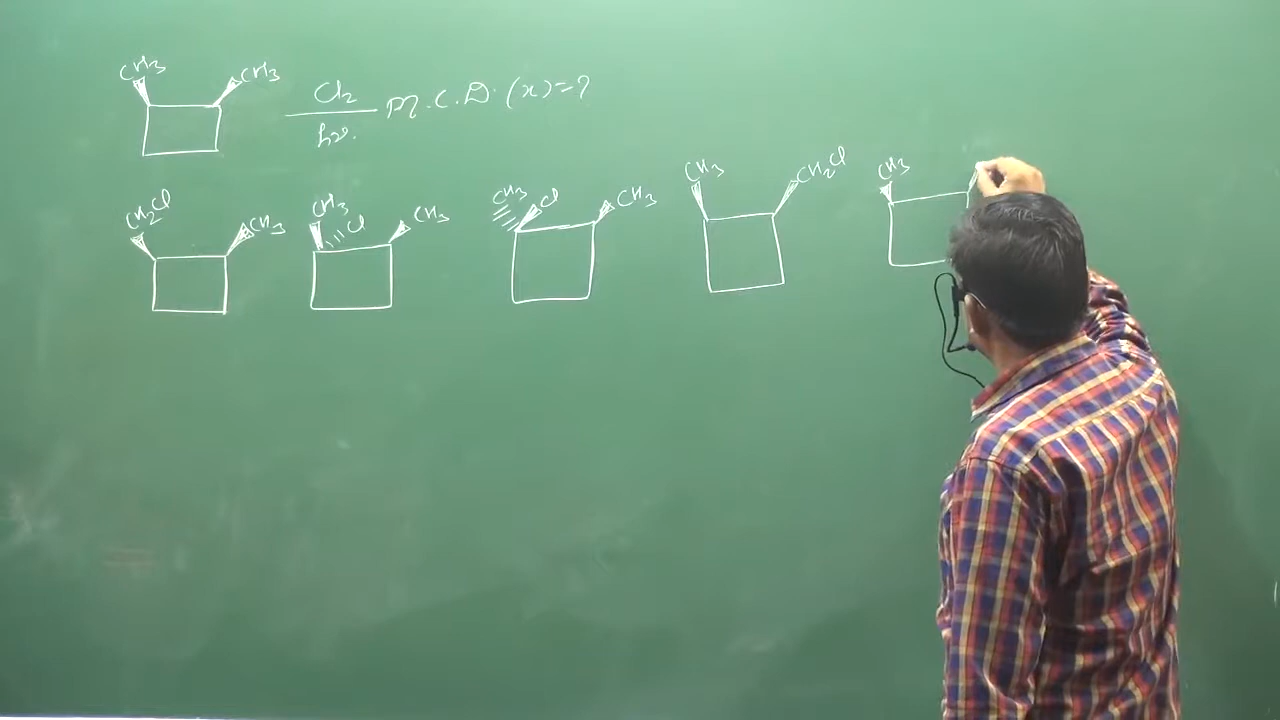 CH3 CH3
Cl2
hν.
M.C.D.(x)=?
CH2Cl CH3
CH3 Cl CH3
CH3 Cl CH3
CH3 CH2Cl
CH3